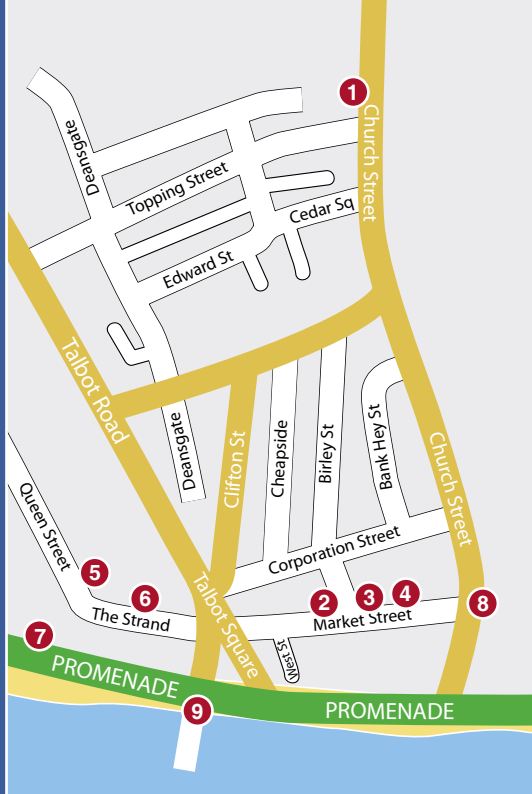 1
Church Street
Deansgate
Topping Street
Cedar Sq
Edward St
Talbot Road
Deansgate
Clifton St
Cheapside
Birley St
Bank Hey St
Church Street
Queen Street
Corporation Street
5
6
The Strand
Talbot Square
2
3
4
8
Market Street
West St
7
PROMENADE
9
PROMENADE